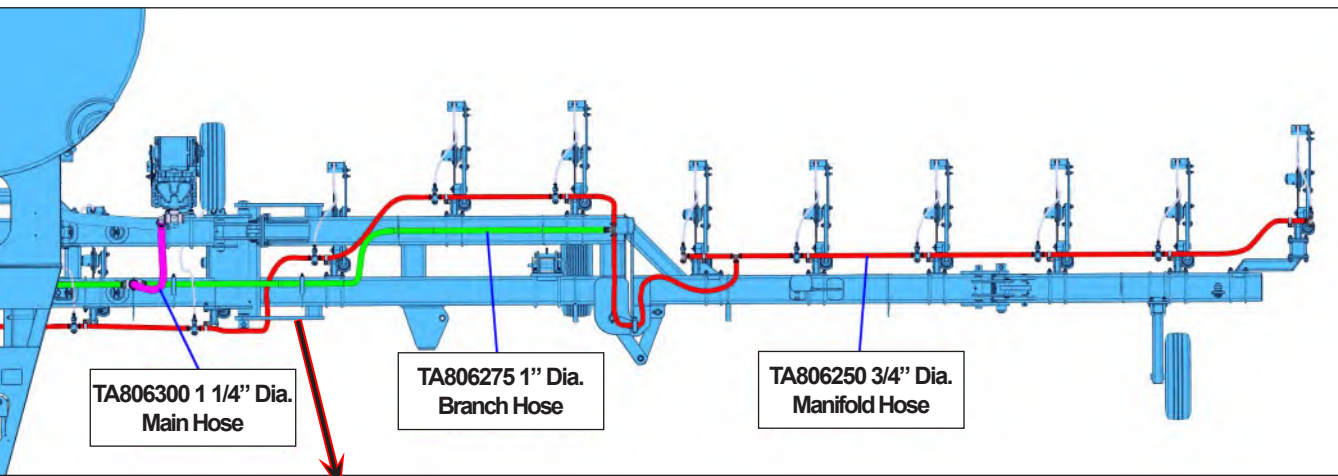 TA806300 1 1/4” Dia.
Main Hose
TA806275 1” Dia.
Branch Hose
TA806250 3/4” Dia.
Manifold Hose